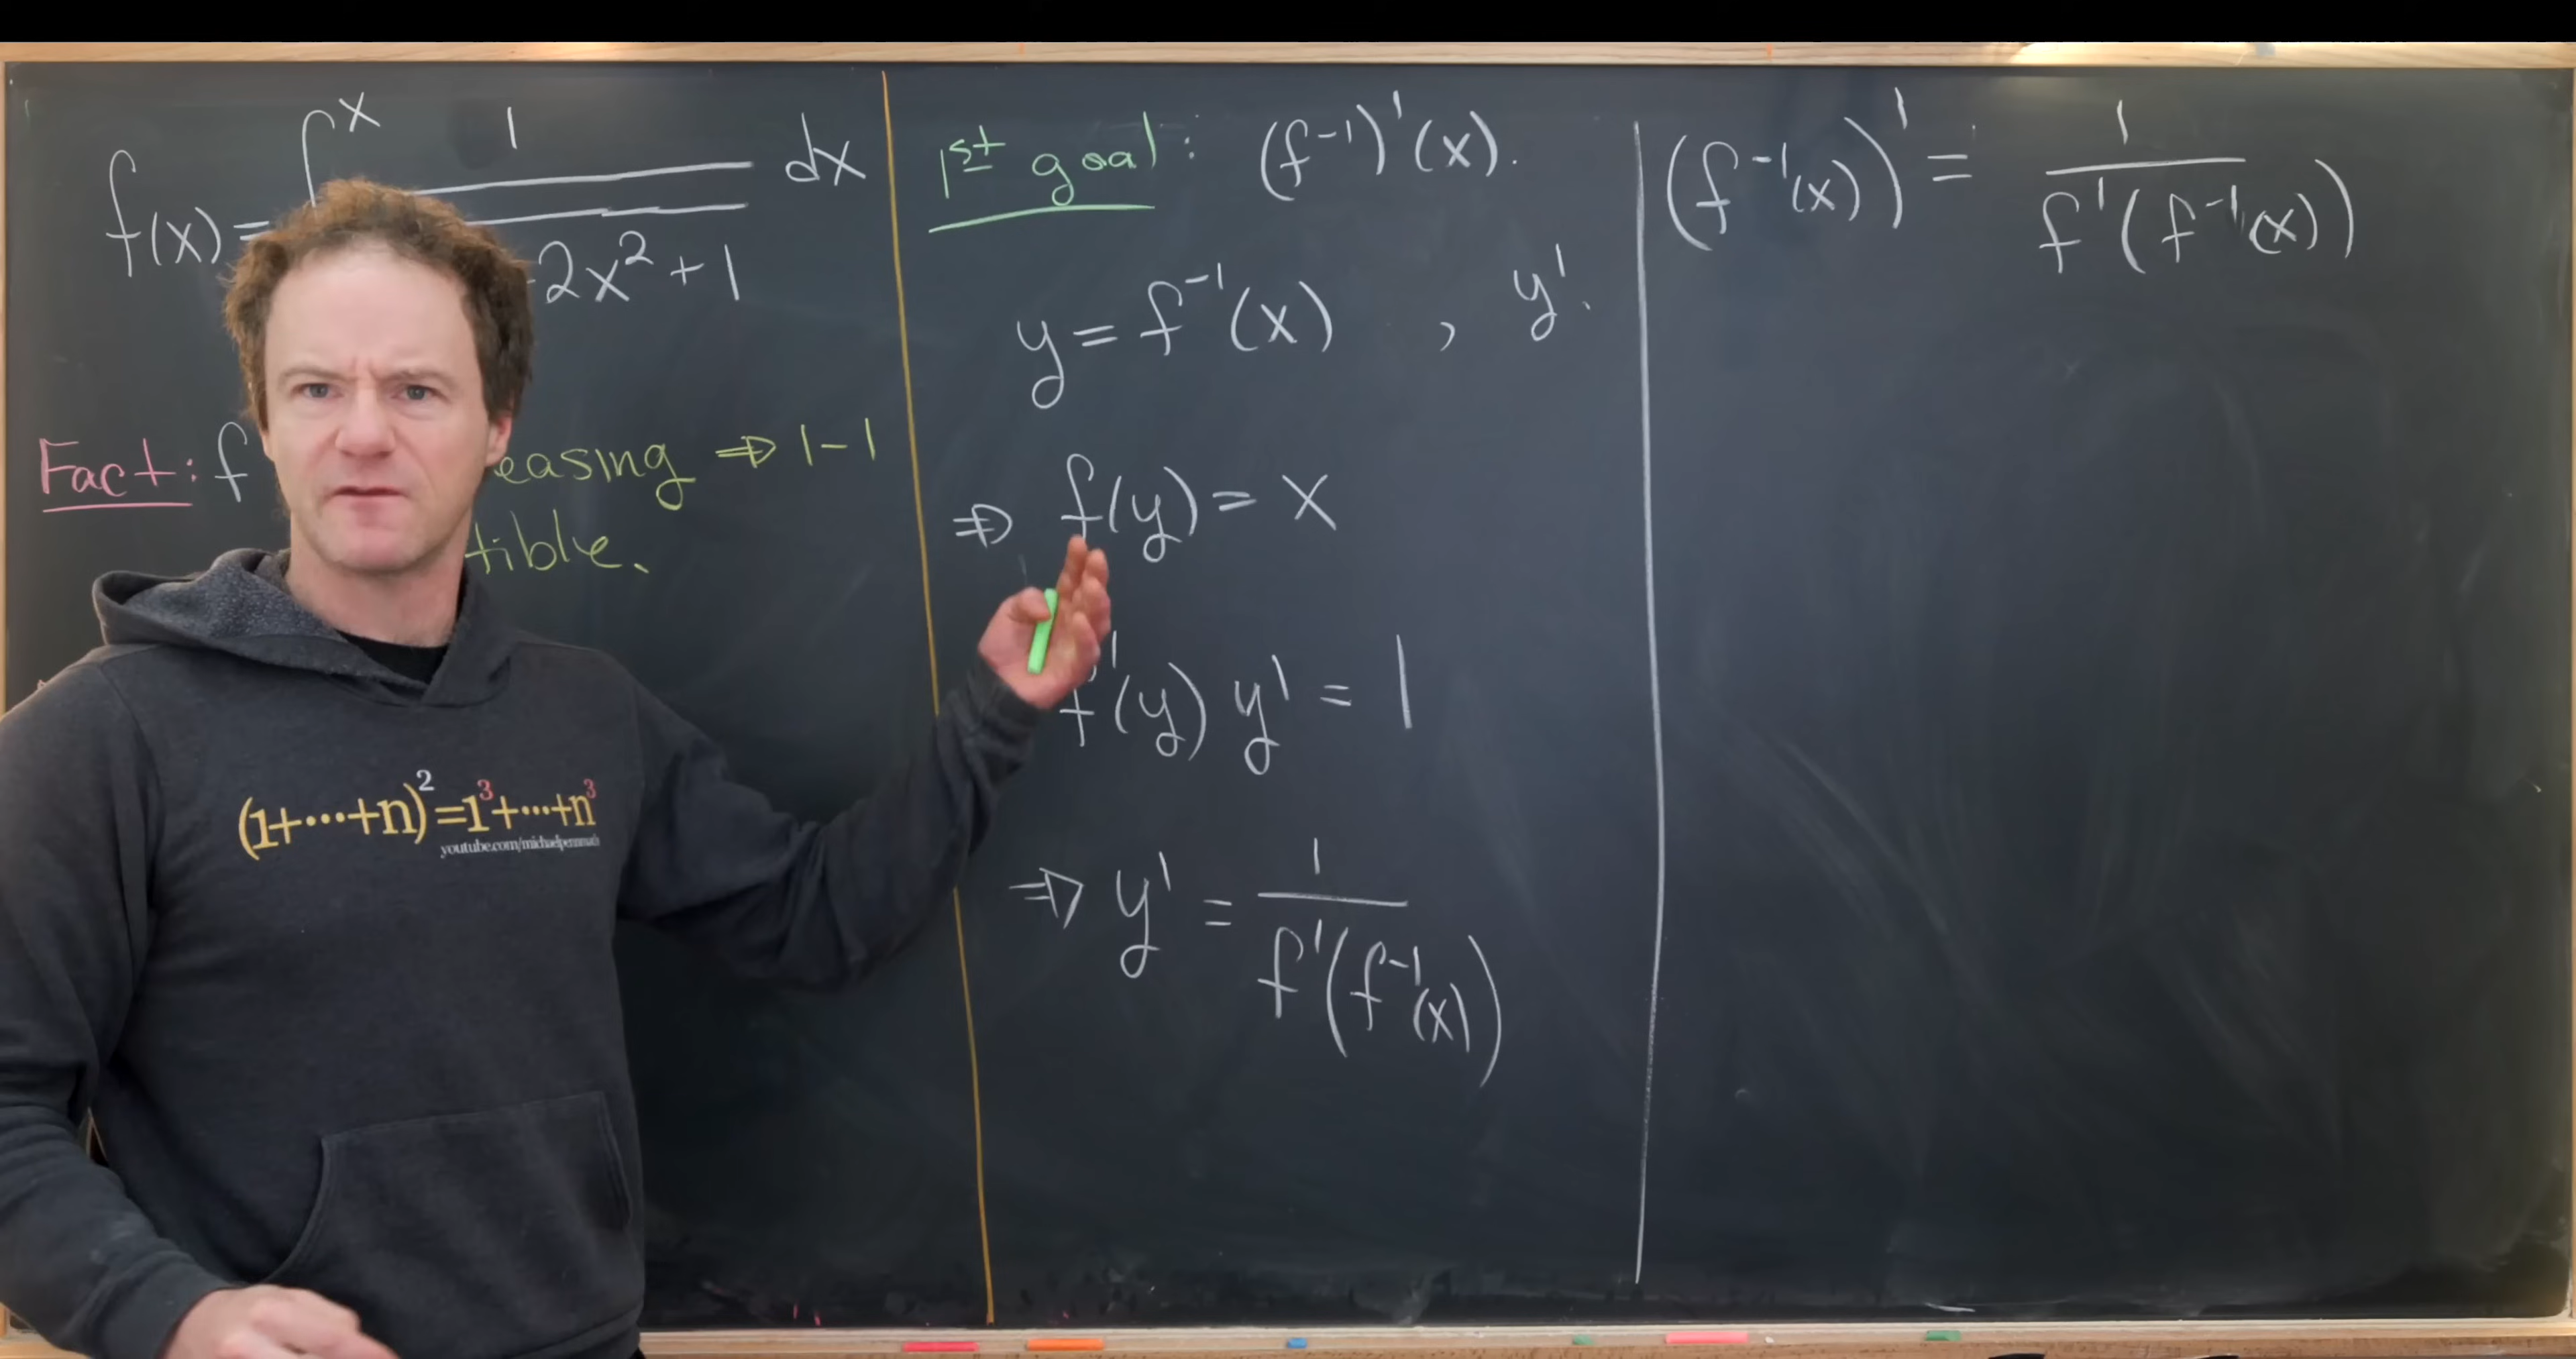 f(x) = ∫^x 1 / √( -2x² + 1 ) dx
Fact: f easing ⇒ 1-1
tible.
1st goal: (f⁻¹)'(x).
y = f⁻¹(x) , y'.
⇒ f(y) = x
f'(y) y' = 1
⇒ y' = 1 / f'(f⁻¹(x))
(f⁻¹(x))' = 1 / f'(f⁻¹(x))
(1+···+n)²=1³+···+n³
youtube.com/michaelpennmath